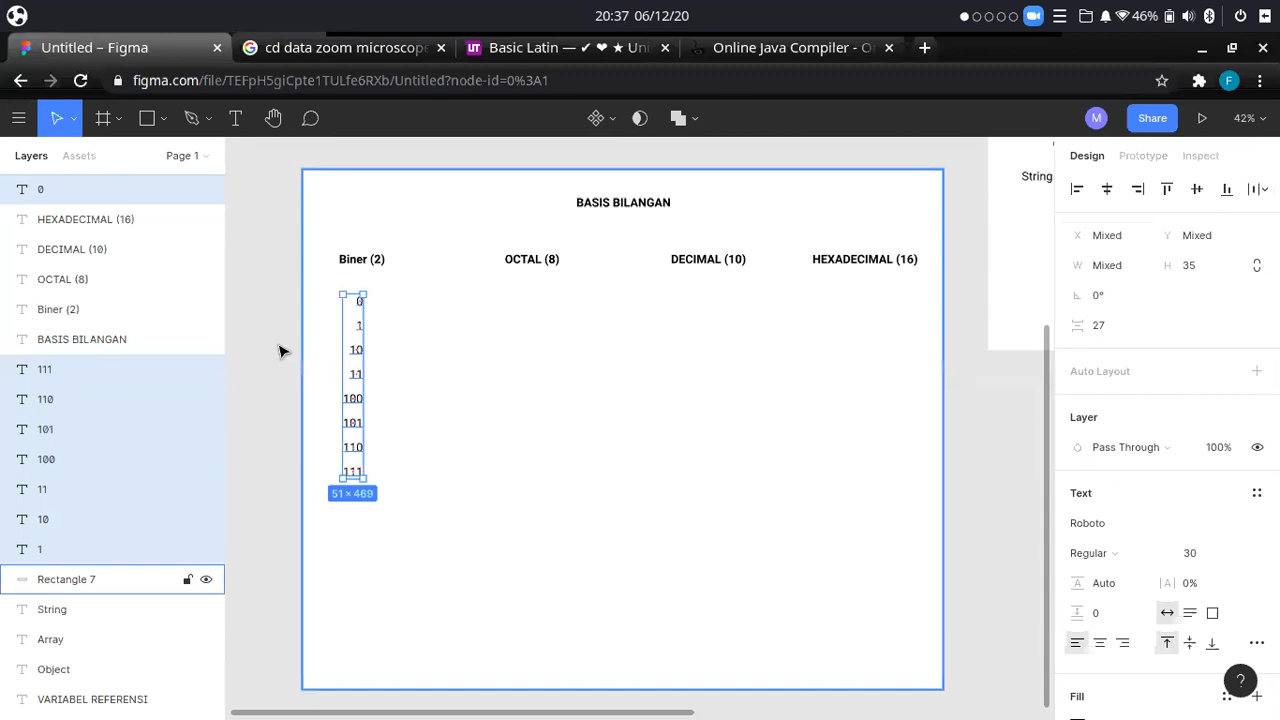 20:37 06/12/20
46%
Untitled – Figma
cd data zoom microscope
UT
Basic Latin — ✔ ❤ ★ Uni
Online Java Compiler - On
figma.com/file/TEFpH5giCpte1TULfe6RXb/Untitled?node-id=0%3A1
F
M
Share
42%
Layers
Assets
Page 1
Design
Prototype
Inspect
0
HEXADECIMAL (16)
DECIMAL (10)
OCTAL (8)
Biner (2)
BASIS BILANGAN
111
110
101
100
11
10
1
Rectangle 7
String
Array
Object
VARIABEL REFERENSI
BASIS BILANGAN
Biner (2)
OCTAL (8)
DECIMAL (10)
HEXADECIMAL (16)
0
1
10
11
100
101
110
111
51 × 469
String
X Mixed
Y Mixed
W Mixed
H 35
0°
27
Auto Layout
Layer
Pass Through
100%
Text
Roboto
Regular
30
Auto
0%
0
Fill
?